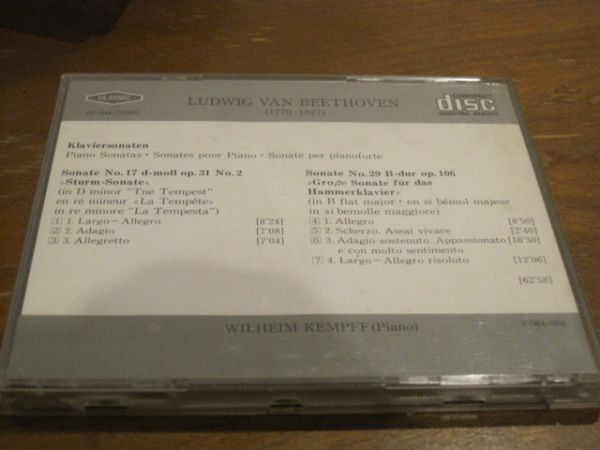 CLASSIC
LUDWIG VAN BEETHOVEN
(1770-1827)
COMPACT
disc
DIGITAL AUDIO
Klaviersonaten
Piano Sonatas • Sonates pour Piano • Sonate per pianoforte
Sonate No.17 d-moll op.31 No.2
»Sturm-Sonate«
(in D minor "Tne Tempest"
en ré mineur «La Tempête»
in re minore "La Tempesta")
1 1. Largo–Allegro [8'24]
2 2. Adagio [7'08]
3 3. Allegretto [7'04]
Sonate No.29 B-dur op.106
»Große Sonate für das
Hammerklavier«
(in B flat major • en si bémol majeur
in si bemolle maggiore)
4 1. Allegro [8'50]
5 2. Scherzo. Assai vivace [2'40]
6 3. Adagio sostenuto. Appassionato [16'30]
e con molto sentimento
7 4. Largo–Allegro risoluto [12'06]
[62'58]
WILHEIM KEMPFF (Piano)